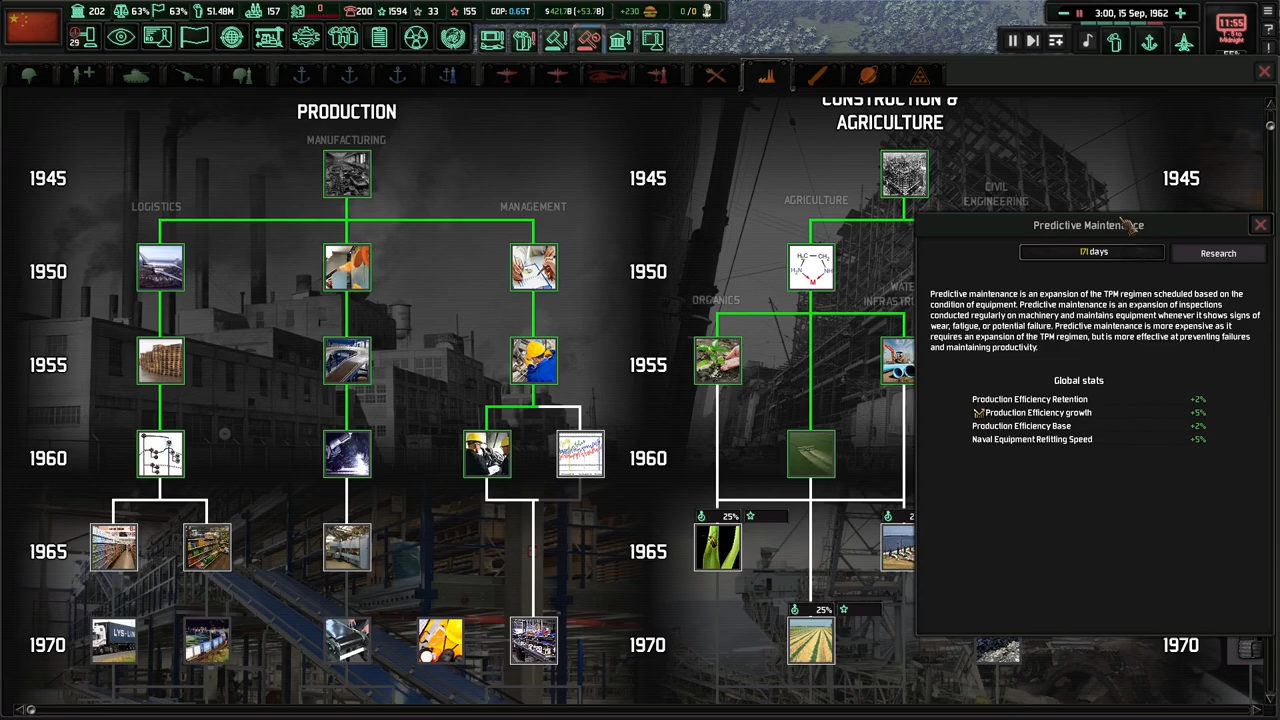 202 63% 63% 51.48M 157 0 200 1594 33 155 GDP: 0.65T $421.7B (+53.7B) +230 0/0
3:00, 15 Sep, 1962
11:55
T-5 to
Midnight
29
PRODUCTION
CONSTRUCTION &
AGRICULTURE
MANUFACTURING
1945 1945 1945
LOGISTICS MANAGEMENT AGRICULTURE CIVIL
ENGINEERING
Predictive Maintenance
171 days
Research
1950 1950
ORGANICS
Predictive maintenance is an expansion of the TPM regimen scheduled based on the
condition of equipment. Predictive maintenance is an expansion of inspections
conducted regularly on machinery and maintains equipment whenever it shows signs of
wear, fatigue, or potential failure. Predictive maintenance is more expensive as it
requires an expansion of the TPM regimen, but is more effective at preventing failures
and maintaining productivity.
1955 1955
Global stats
Production Efficiency Retention +2%
Production Efficiency growth +5%
Production Efficiency Base +2%
Naval Equipment Refitting Speed +5%
1960 1960
25%
1965 1965
25%
1970 1970 1970
LYS-LIN